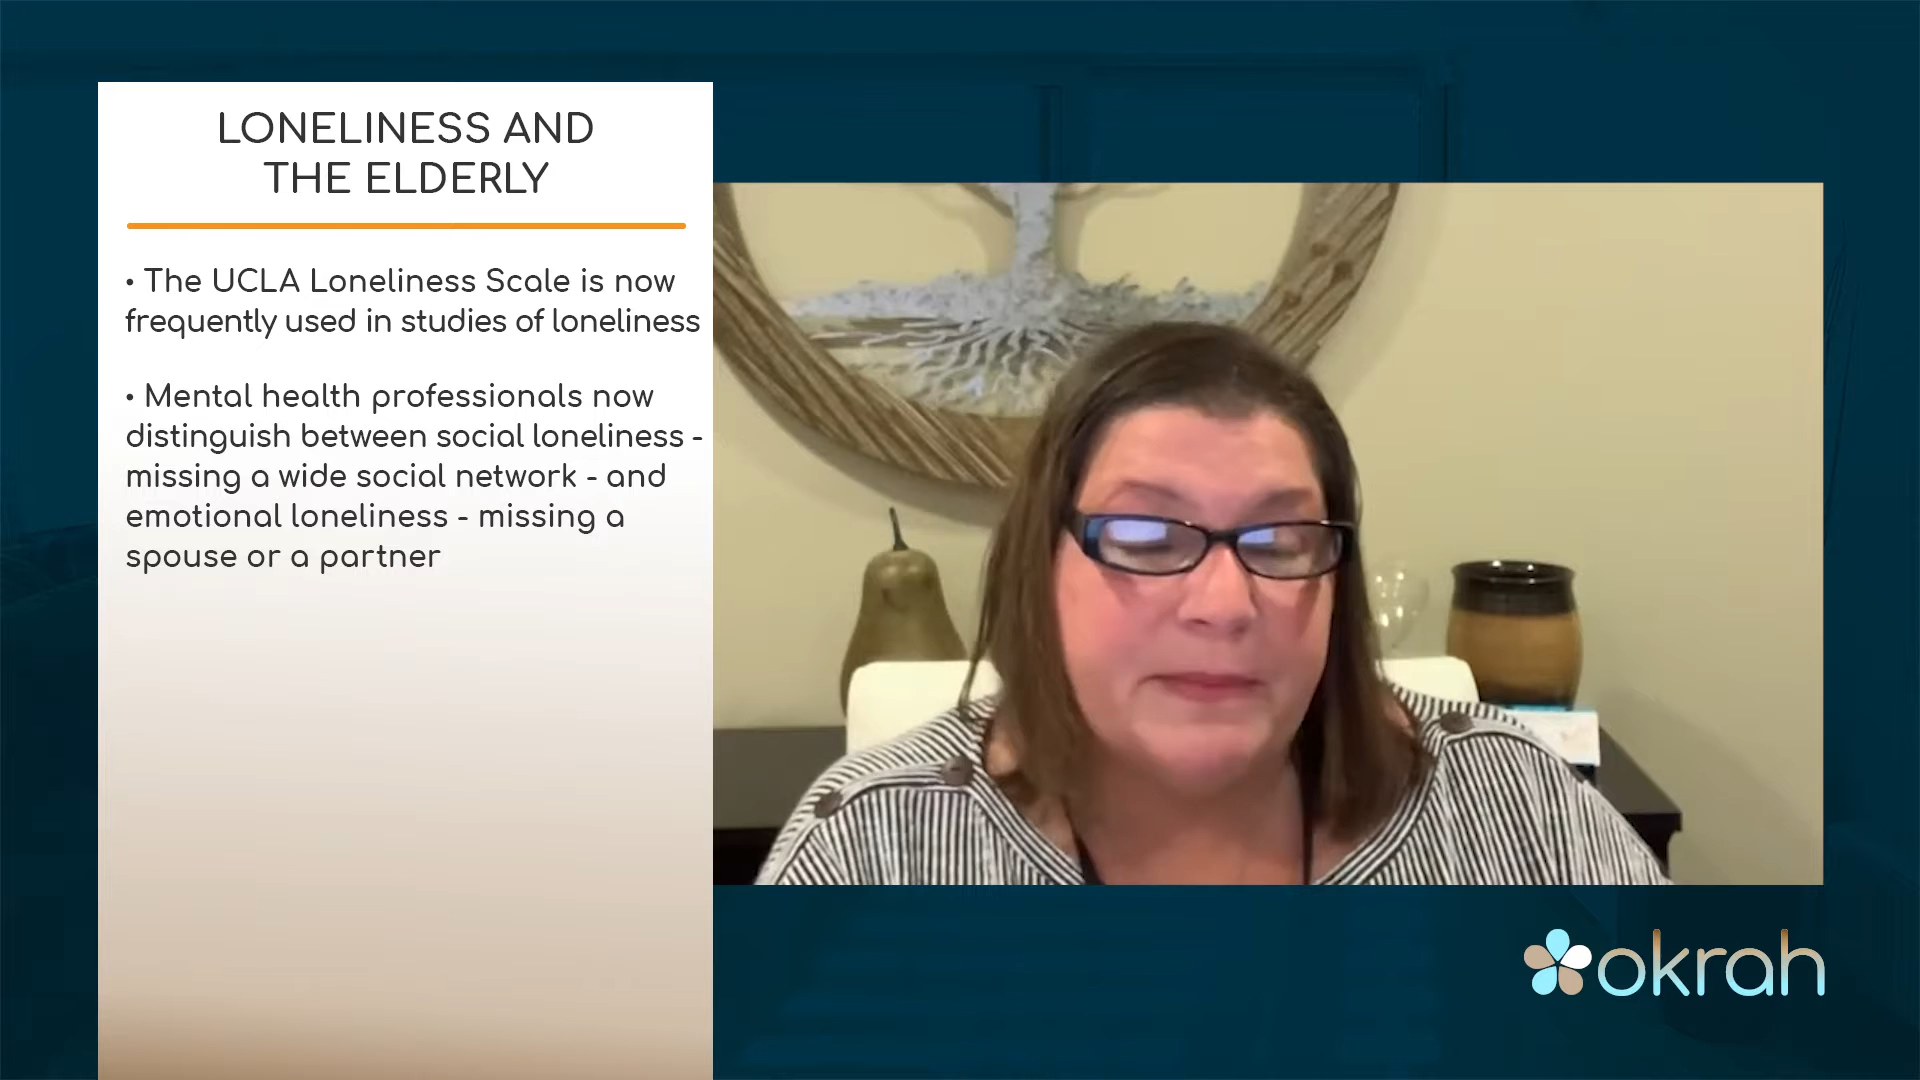 LONELINESS AND
THE ELDERLY
• The UCLA Loneliness Scale is now
frequently used in studies of loneliness
• Mental health professionals now
distinguish between social loneliness -
missing a wide social network - and
emotional loneliness - missing a
spouse or a partner
okrah